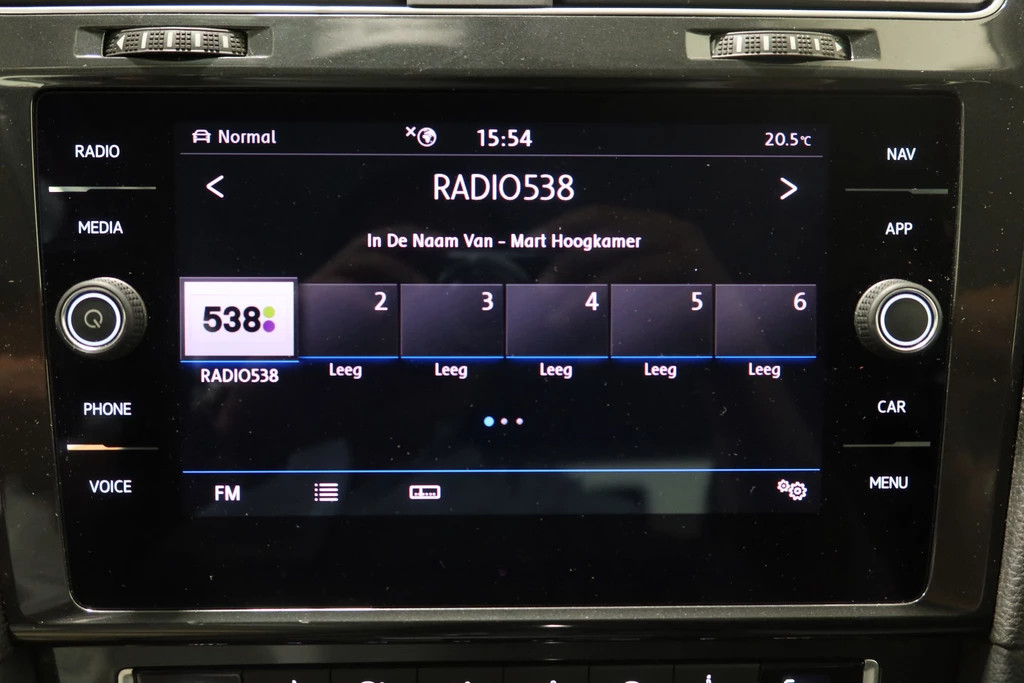 RADIO
MEDIA
PHONE
VOICE
Normal 15:54 20.5°C
< RADIO538 >
In De Naam Van - Mart Hoogkamer
538 2 3 4 5 6
RADIO538 Leeg Leeg Leeg Leeg Leeg
FM
NAV
APP
CAR
MENU